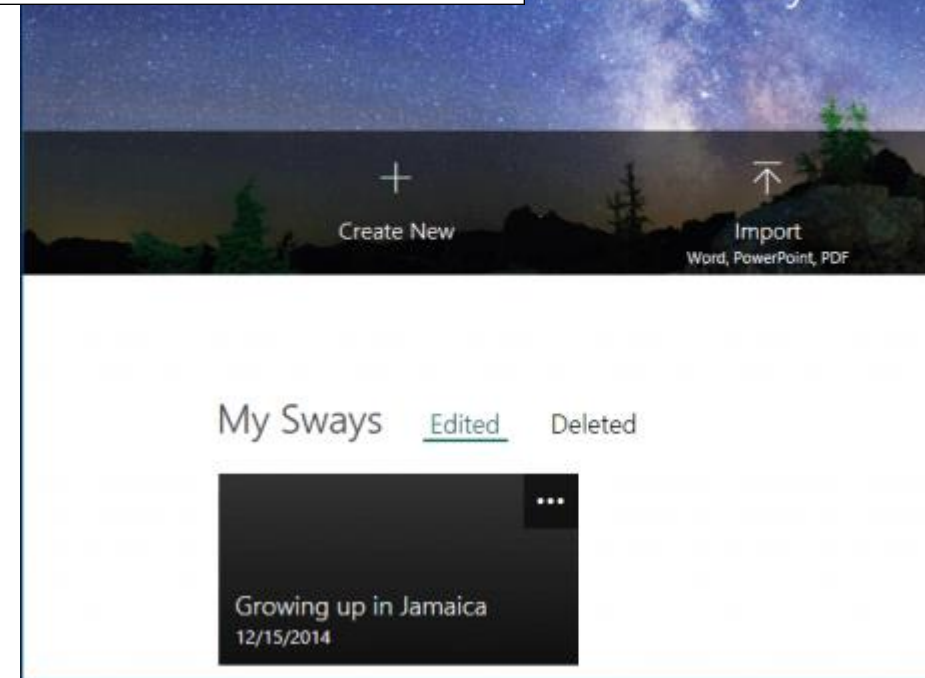 Create New
Import
Word, PowerPoint, PDF
My Sways Edited Deleted
Growing up in Jamaica
12/15/2014